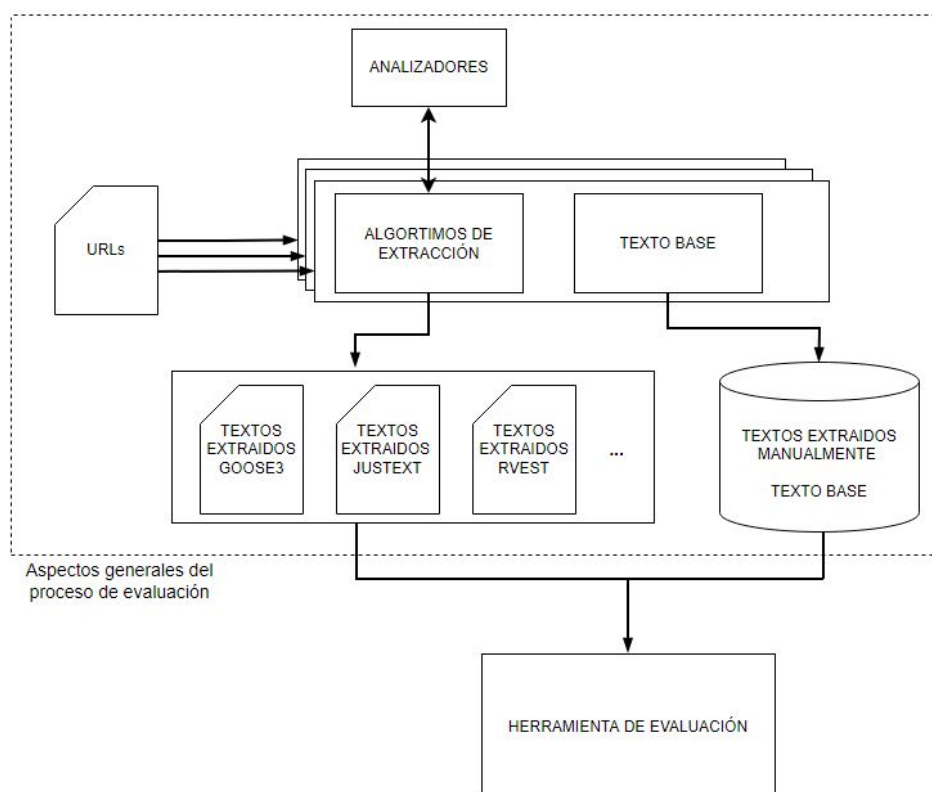 ANALIZADORES
URLs
ALGORTIMOS DE
EXTRACCIÓN
TEXTO BASE
TEXTOS
EXTRAIDOS
GOOSE3
TEXTOS
EXTRAIDOS
JUSTEXT
TEXTOS
EXTRAIDOS
RVEST
...
TEXTOS EXTRAIDOS
MANUALMENTE
TEXTO BASE
Aspectos generales del
proceso de evaluación
HERRAMIENTA DE EVALUACIÓN